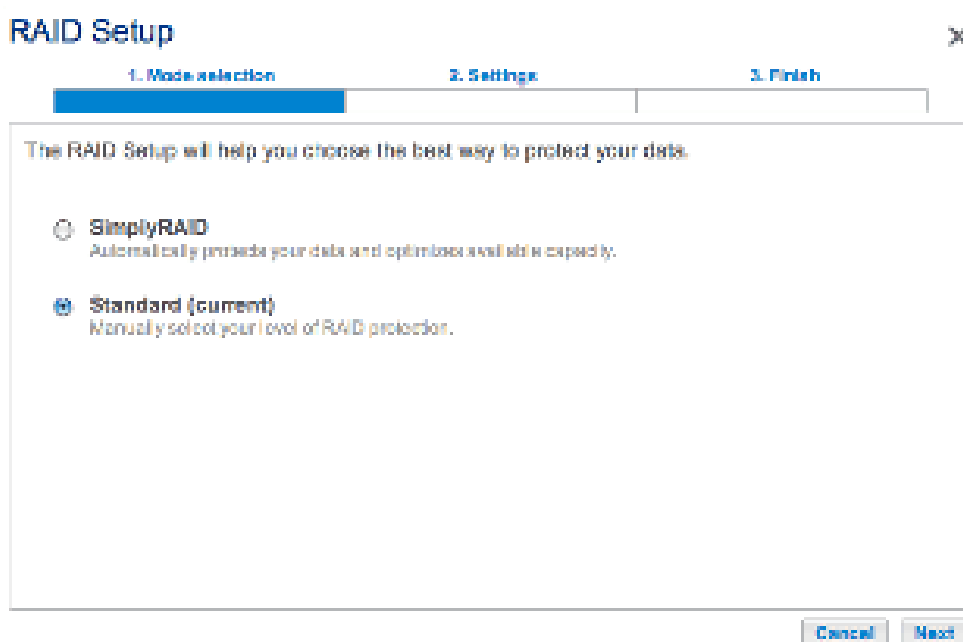 RAID Setup
1. Mode selection 2. Settings 3. Finish
The RAID Setup will help you choose the best way to protect your data.
SimplyRAID
Automatically protects your data and optimizes available capacity.
Standard (current)
Manually select your level of RAID protection.
Cancel Next